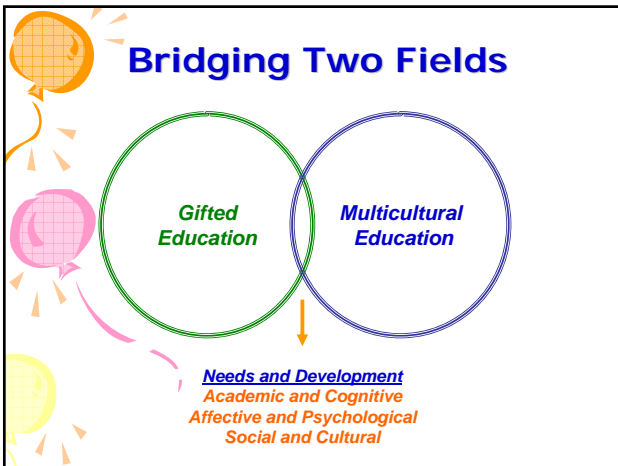 Bridging Two Fields
Gifted
Education
Multicultural
Education
Needs and Development
Academic and Cognitive
Affective and Psychological
Social and Cultural